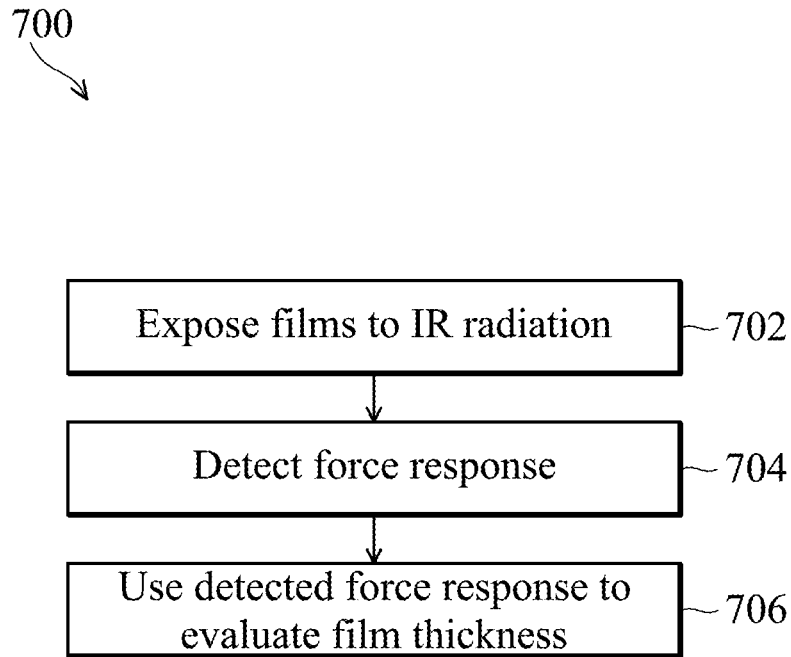 700
Expose films to IR radiation
702
Detect force response
704
Use detected force response to
evaluate film thickness
706